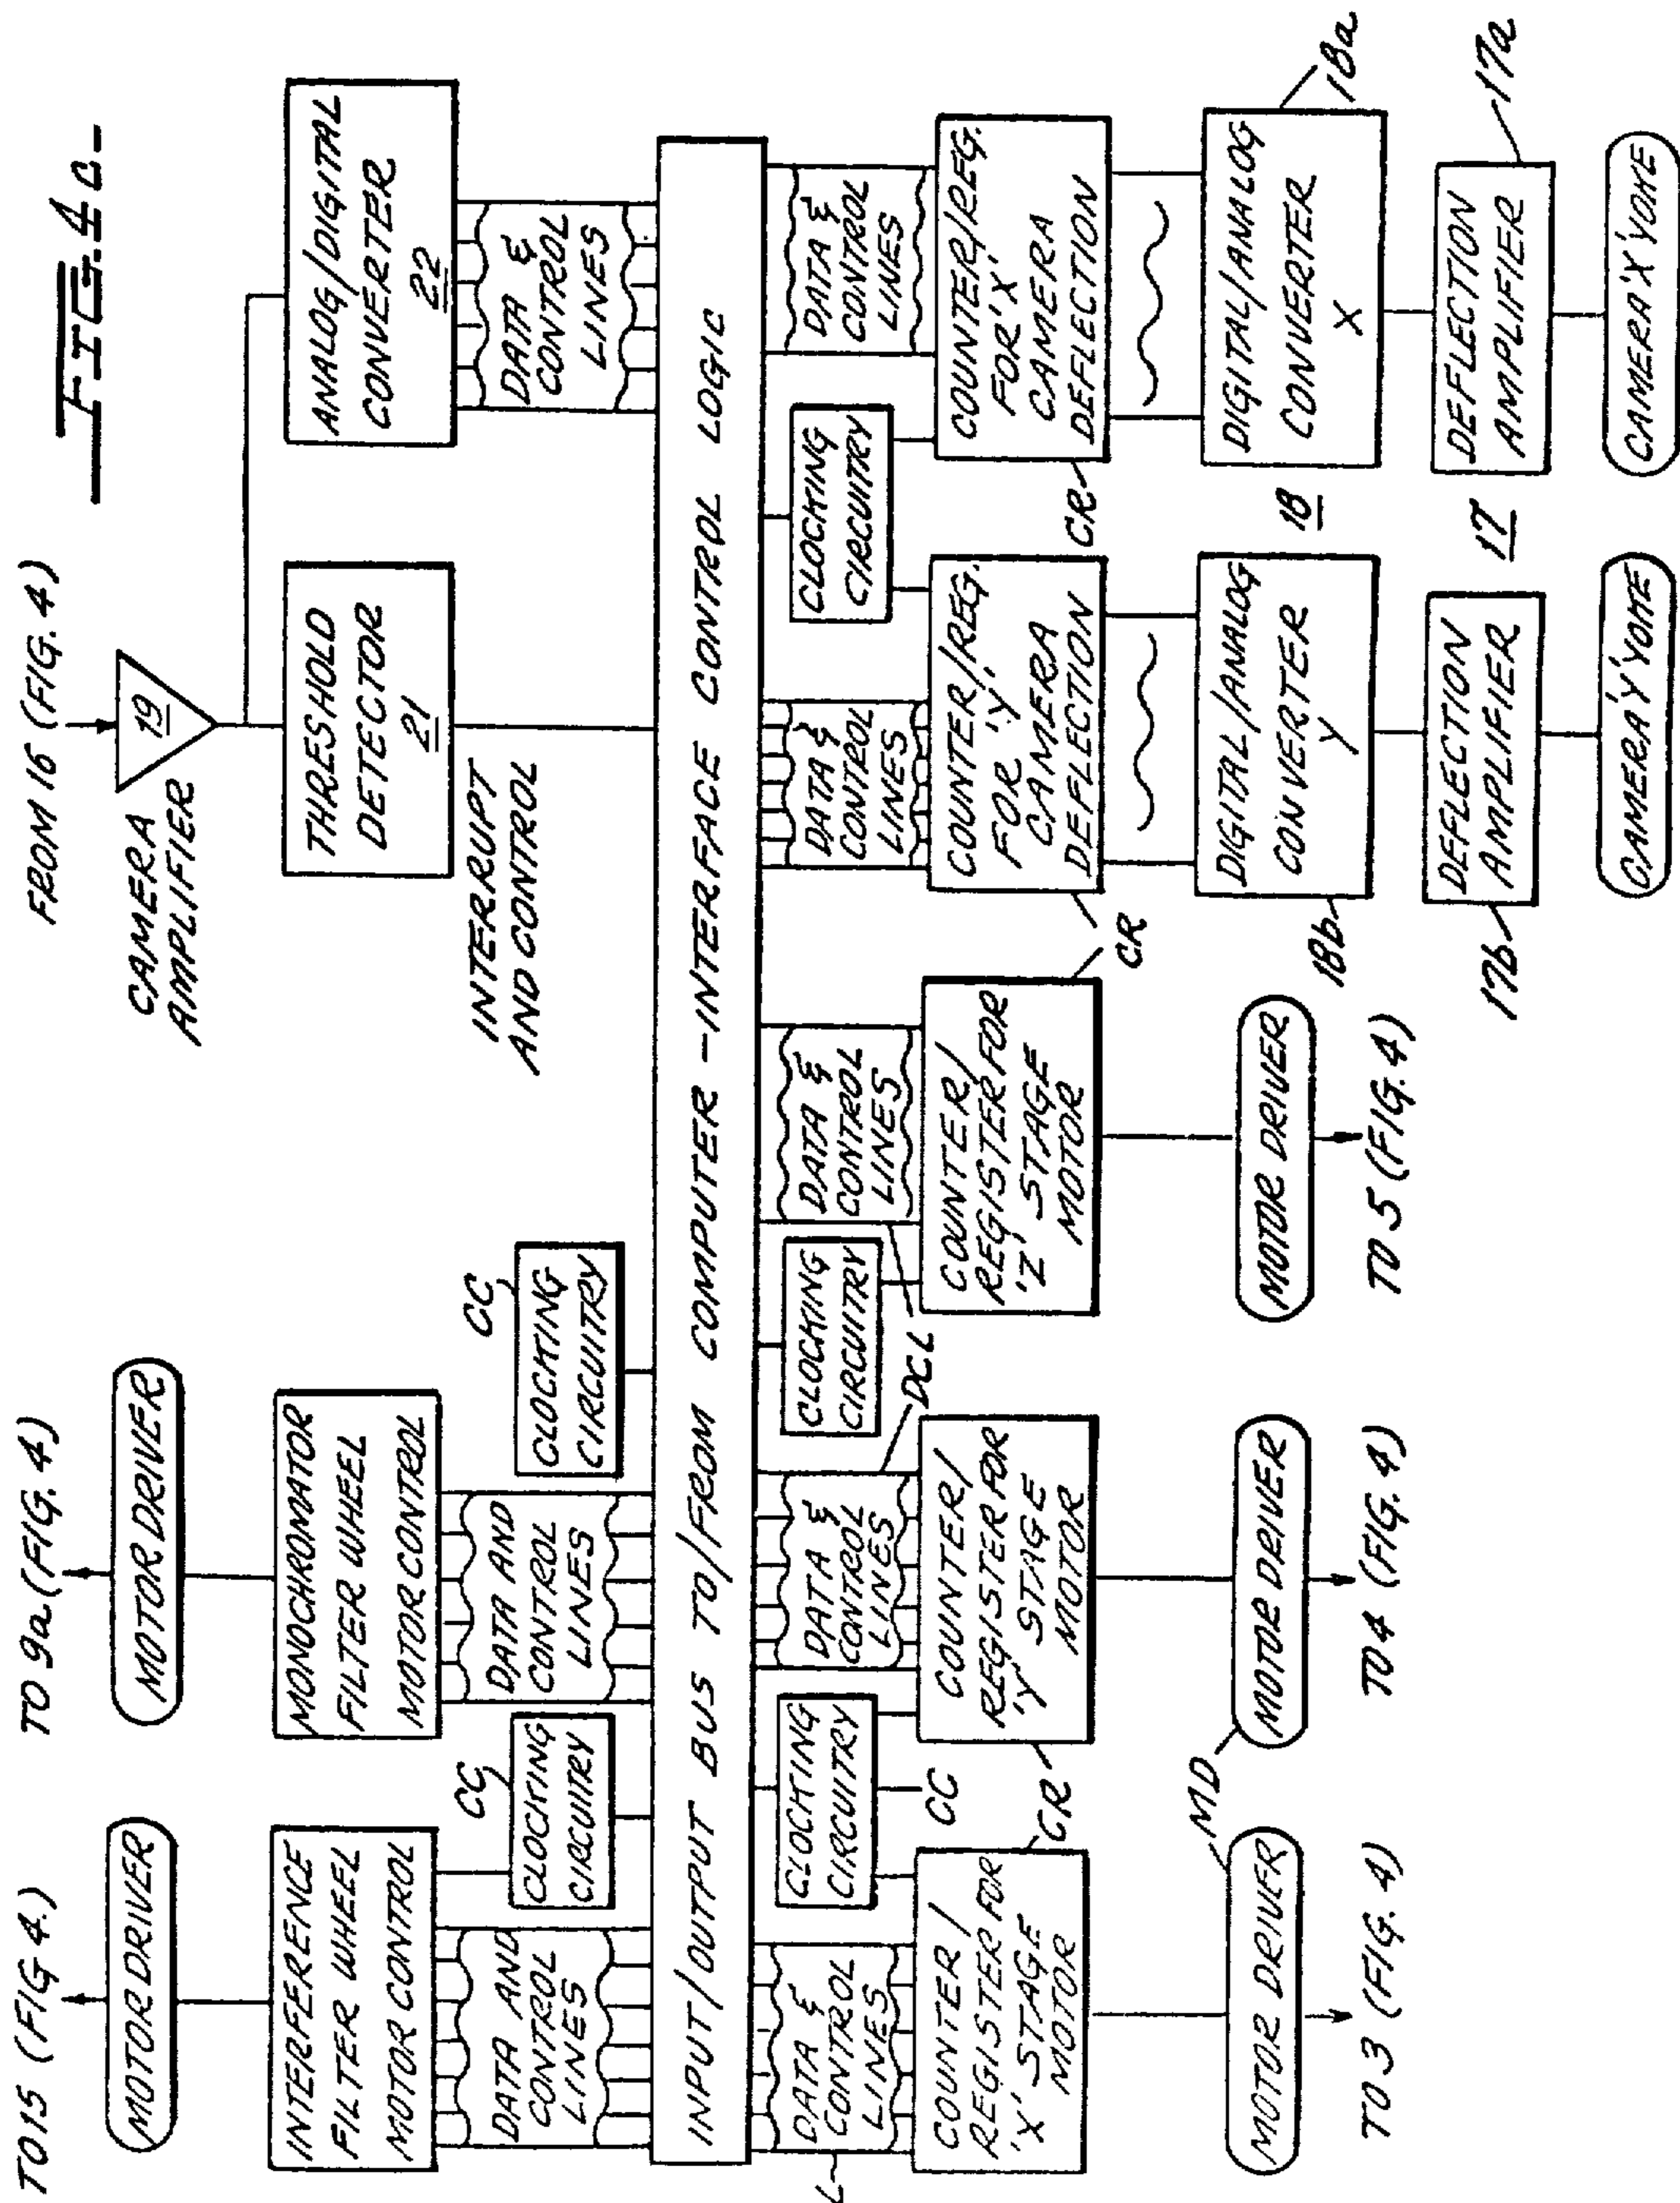 FIG. 4a
FROM 16 (FIG. 4)
TO 9a (FIG. 4)
TO 15 (FIG 4.)
CAMERA
AMPLIFIER
19
MOTOR DRIVER
MOTOR DRIVER
INTERFERENCE
FILTER WHEEL
MOTOR CONTROL
MONOCHROMATOR
FILTER WHEEL
MOTOR CONTROL
THRESHOLD
DETECTOR
21
ANALOG/DIGITAL
CONVERTER
22
DATA AND
CONTROL
LINES
CC
CLOCKING
CIRCUITRY
DATA AND
CONTROL
LINES
CC
CLOCKING
CIRCUITRY
INTERRUPT
AND CONTROL
DATA &
CONTROL
LINES
INPUT/OUTPUT BUS TO/FROM COMPUTER -INTERFACE CONTROL LOGIC
DATA &
CONTROL
LINES
CLOCKING
CIRCUITRY
CC
DATA &
CONTROL
LINES
DCL
CLOCKING
CIRCUITRY
DATA &
CONTROL
LINES
DATA &
CONTROL
LINES
CLOCKING
CIRCUITRY
DATA &
CONTROL
LINES
COUNTER/
REGISTER FOR
'X' STAGE
MOTOR
CR
COUNTER/
REGISTER FOR
'Y' STAGE
MOTOR
COUNTER/
REGISTER FOR
'Z' STAGE
MOTOR
CR
COUNTER/REG.
FOR 'Y'
CAMERA
DEFLECTION
CR
COUNTER/REG.
FOR 'X'
CAMERA
DEFLECTION
MD
MOTOR DRIVER
MOTOR DRIVER
MOTOR DRIVER
18b
DIGITAL/ANALOG
CONVERTER
Y
18
DIGITAL/ANALOG
CONVERTER
X
18a
TO 3 (FIG. 4)
TO 4 (FIG. 4)
TO 5 (FIG. 4)
17b
DEFLECTION
AMPLIFIER
17
DEFLECTION
AMPLIFIER
17a
CAMERA 'Y' YOKE
CAMERA 'X' YOKE